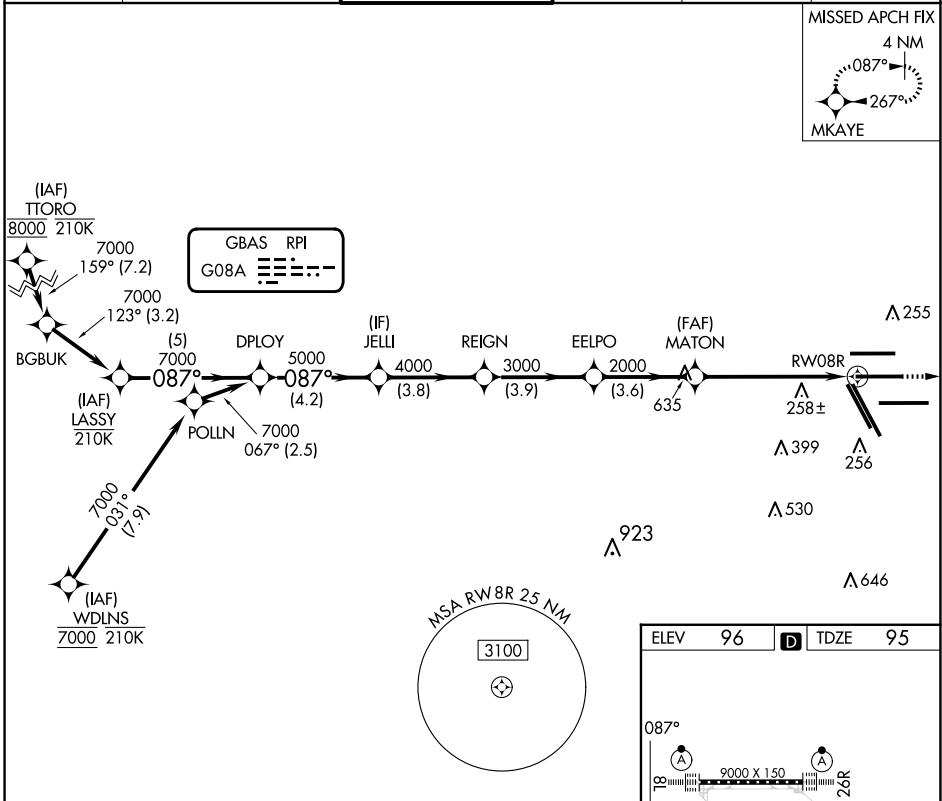 MISSED APCH FIX
4 NM
087°
267°
MKAYE
(IAF)
TTORO
8000 210K
7000
159° (7.2)
7000
123° (3.2)
BGBUK
GBAS RPI
G08A
(IAF)
LASSY
210K
(5)
7000
087°
DPLOY
5000
087°
(4.2)
POLLN
7000
067° (2.5)
(IF)
JELLI
4000
(3.8)
REIGN
3000
(3.9)
EELPO
2000
(3.6)
(FAF)
MATON
635
RW08R
255
258±
399
256
530
923
646
7000
031°
(7.9)
(IAF)
WDLNS
7000 210K
MSA RW8R 25 NM
3100
ELEV 96 D TDZE 95
087°
A
A
8L
9000 X 150
26R